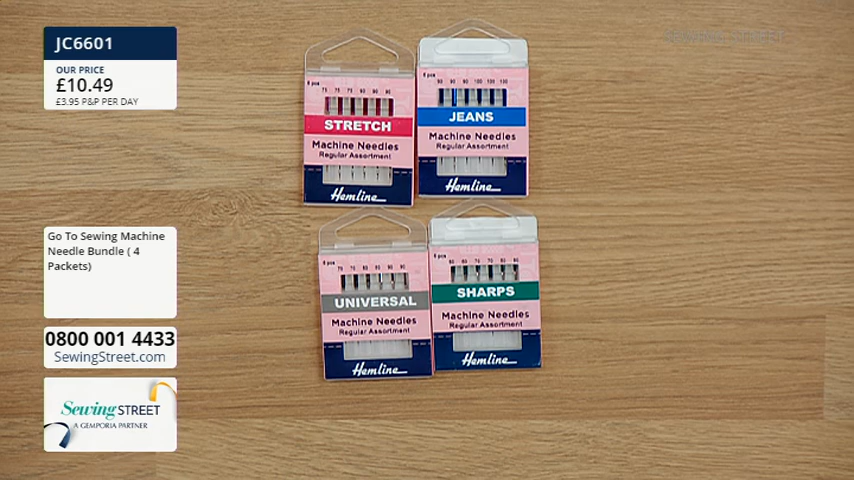 JC6601
OUR PRICE
£10.49
£3.95 P&P PER DAY
Go To Sewing Machine
Needle Bundle ( 4
Packets)
0800 001 4433
SewingStreet.com
Sewing STREET
A GEMPORIA PARTNER
STRETCH
Machine Needles
Regular Assortment
Hemline
JEANS
Machine Needles
Regular Assortment
Hemline
UNIVERSAL
Machine Needles
Regular Assortment
Hemline
SHARPS
Machine Needles
Regular Assortment
Hemline